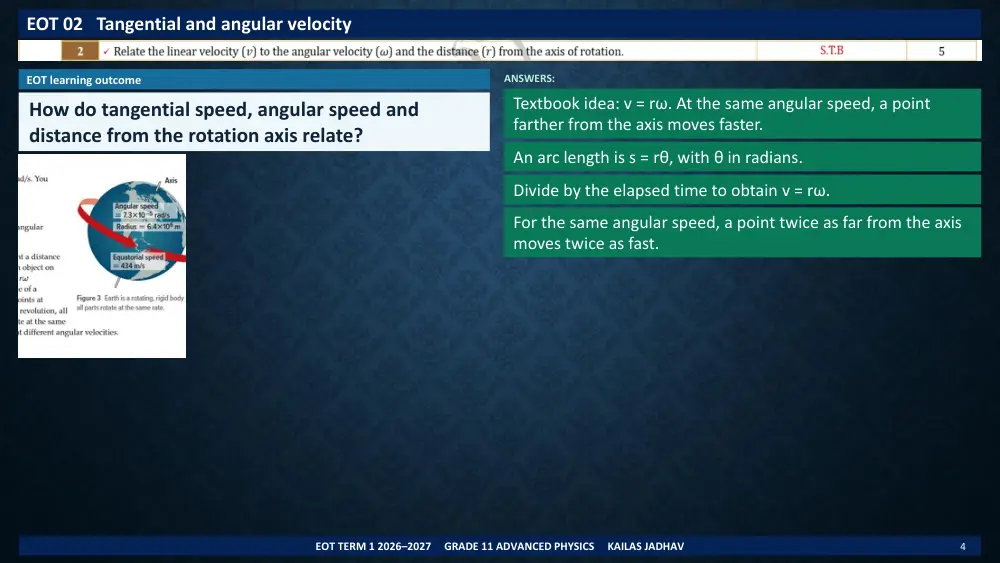 EOT 02 Tangential and angular velocity
2 ✓ Relate the linear velocity (v) to the angular velocity (ω) and the distance (r) from the axis of rotation. S.T.B 5
EOT learning outcome
How do tangential speed, angular speed and
distance from the rotation axis relate?
ad/s. You
angular
nt a distance
n object on
rω
e of a
oints at
revolution, all
te at the same
t different angular velocities.
Axis
Angular speed
= 7.3×10⁻⁵ rad/s
Radius = 6.4×10⁶ m
Equatorial speed
= 434 m/s
Figure 3 Earth is a rotating, rigid body
all parts rotate at the same rate.
ANSWERS:
Textbook idea: v = rω. At the same angular speed, a point
farther from the axis moves faster.
An arc length is s = rθ, with θ in radians.
Divide by the elapsed time to obtain v = rω.
For the same angular speed, a point twice as far from the axis
moves twice as fast.
EOT TERM 1 2026–2027 GRADE 11 ADVANCED PHYSICS KAILAS JADHAV 4